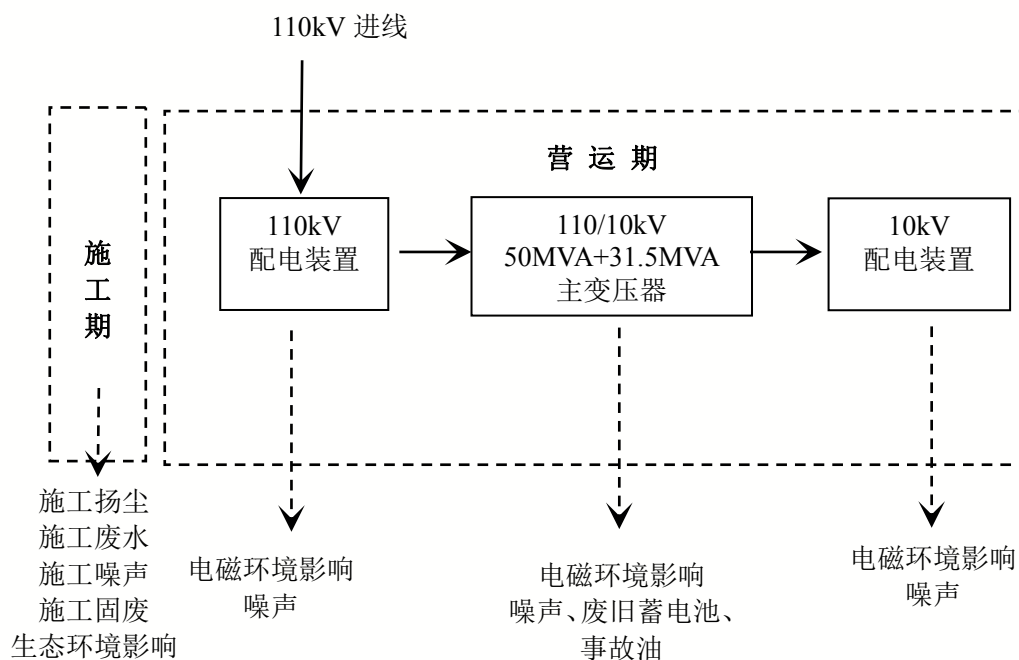 110kV 进线
营 运 期
施
工
期
110kV
配电装置
110/10kV
50MVA+31.5MVA
主变压器
10kV
配电装置
施工扬尘
施工废水
施工噪声
施工固废
生态环境影响
电磁环境影响
噪声
电磁环境影响
噪声、废旧蓄电池、
事故油
电磁环境影响
噪声